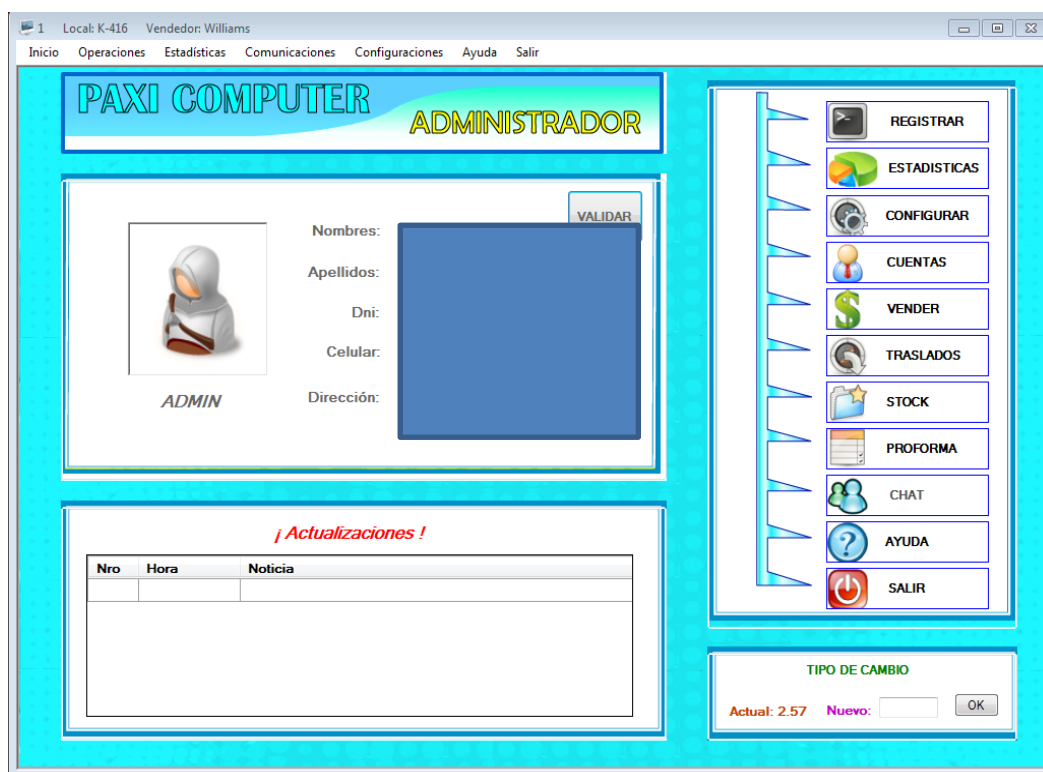 1 Local: K-416 Vendedor: Williams
Inicio Operaciones Estadísticas Comunicaciones Configuraciones Ayuda Salir
PAXI COMPUTER
ADMINISTRADOR
VALIDAR
Nombres:
Apellidos:
Dni:
Celular:
Dirección:
ADMIN
¡ Actualizaciones !
Nro Hora Noticia
REGISTRAR
ESTADISTICAS
CONFIGURAR
CUENTAS
VENDER
TRASLADOS
STOCK
PROFORMA
CHAT
AYUDA
SALIR
TIPO DE CAMBIO
Actual: 2.57 Nuevo: OK